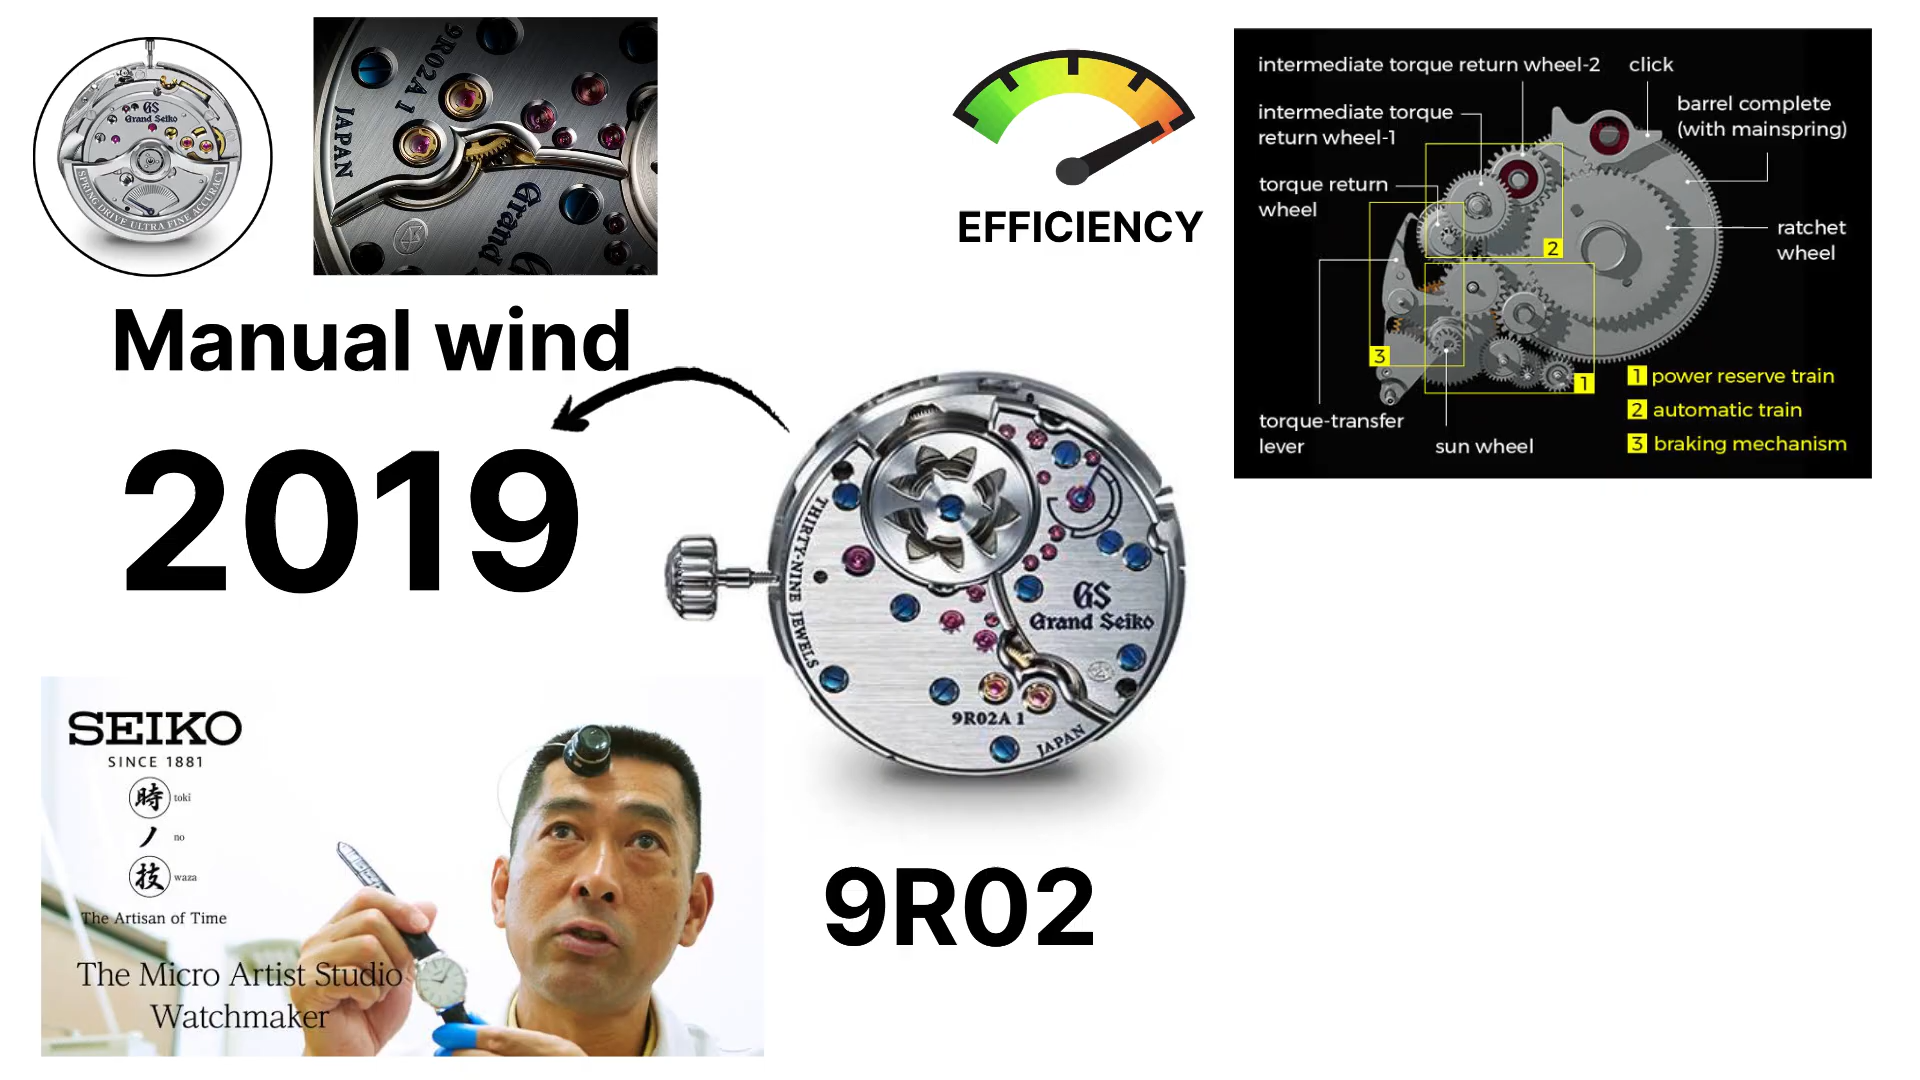 GS
Grand Seiko
SPRING DRIVE ULTRA FINE ACCURACY
9R02A 1
JAPAN
Grand
EFFICIENCY
intermediate torque return wheel-2
click
intermediate torque
return wheel-1
barrel complete
(with mainspring)
torque return
wheel
ratchet
wheel
2
3
1
1 power reserve train
2 automatic train
3 braking mechanism
torque-transfer
lever
sun wheel
Manual wind
2019
THIRTY-NINE JEWELS
GS
Grand Seiko
9R02A 1
JAPAN
9R02
SEIKO
SINCE 1881
時 toki
ノ no
技 waza
The Artisan of Time
The Micro Artist Studio
Watchmaker